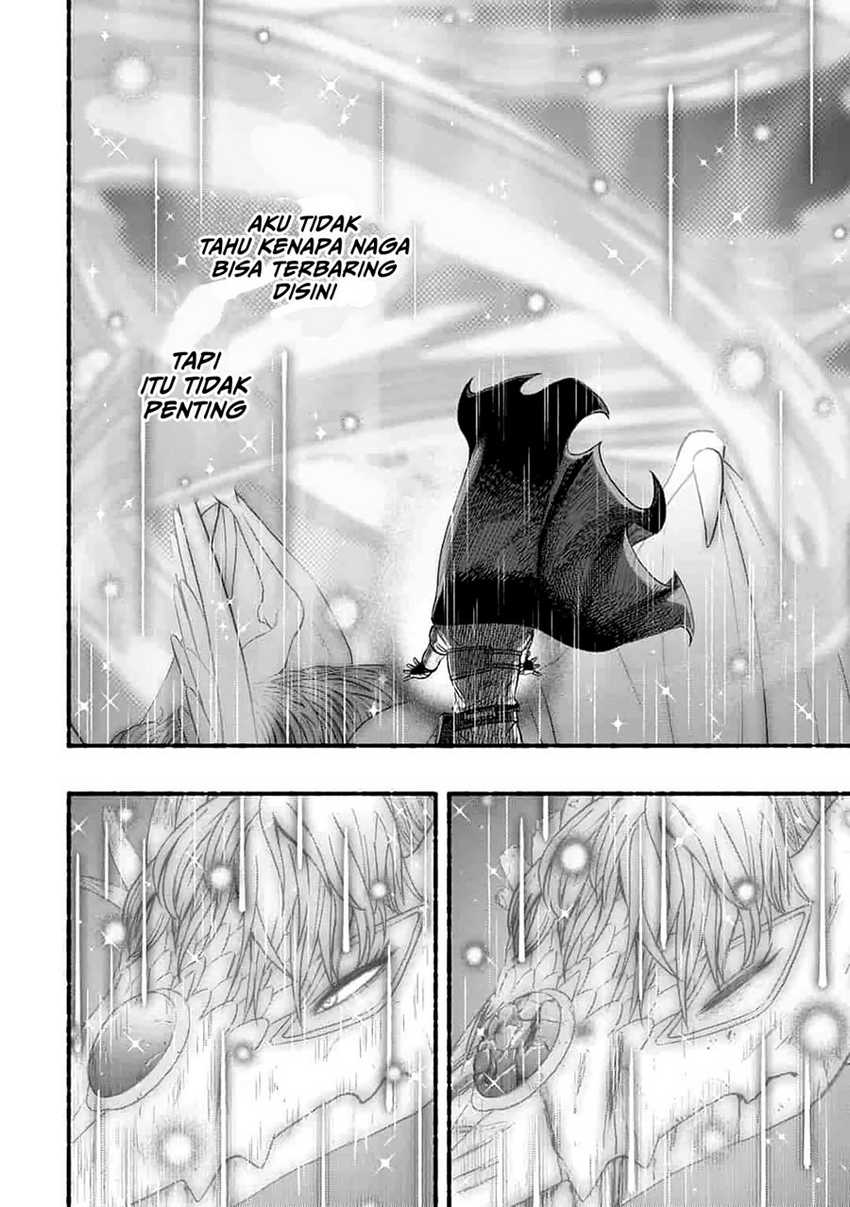 AKU TIDAK
TAHU KENAPA NAGA
BISA TERBARING
DISINI
TAPI
ITU TIDAK
PENTING